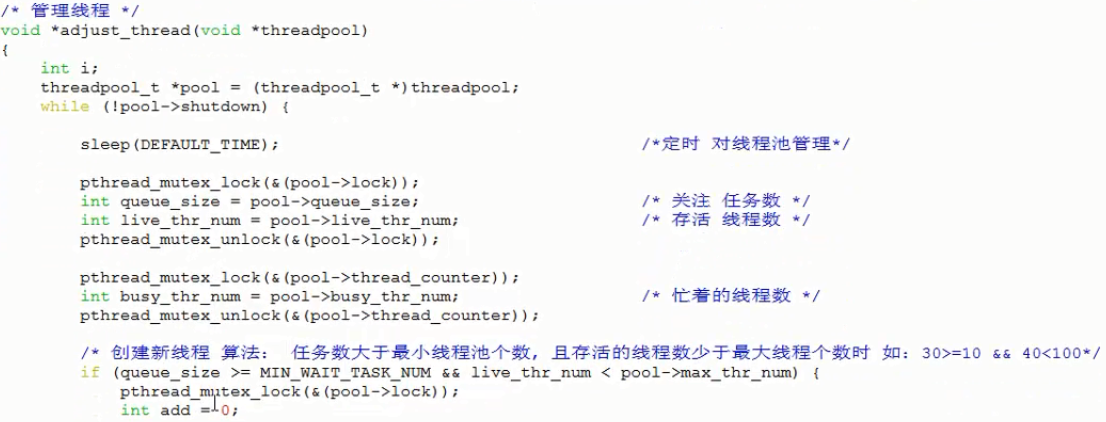 /* 管理线程 */
void *adjust_thread(void *threadpool)
{
    int i;
    threadpool_t *pool = (threadpool_t *)threadpool;
    while (!pool->shutdown) {

        sleep(DEFAULT_TIME);                                    /*定时 对线程池管理*/

        pthread_mutex_lock(&(pool->lock));
        int queue_size = pool->queue_size;                      /* 关注 任务数 */
        int live_thr_num = pool->live_thr_num;                  /* 存活 线程数 */
        pthread_mutex_unlock(&(pool->lock));

        pthread_mutex_lock(&(pool->thread_counter));
        int busy_thr_num = pool->busy_thr_num;                  /* 忙着的线程数 */
        pthread_mutex_unlock(&(pool->thread_counter));

        /* 创建新线程 算法： 任务数大于最小线程池个数, 且存活的线程数少于最大线程个数时 如：30>=10 && 40<100*/
        if (queue_size >= MIN_WAIT_TASK_NUM && live_thr_num < pool->max_thr_num) {
            pthread_mutex_lock(&(pool->lock));
            int add = 0;